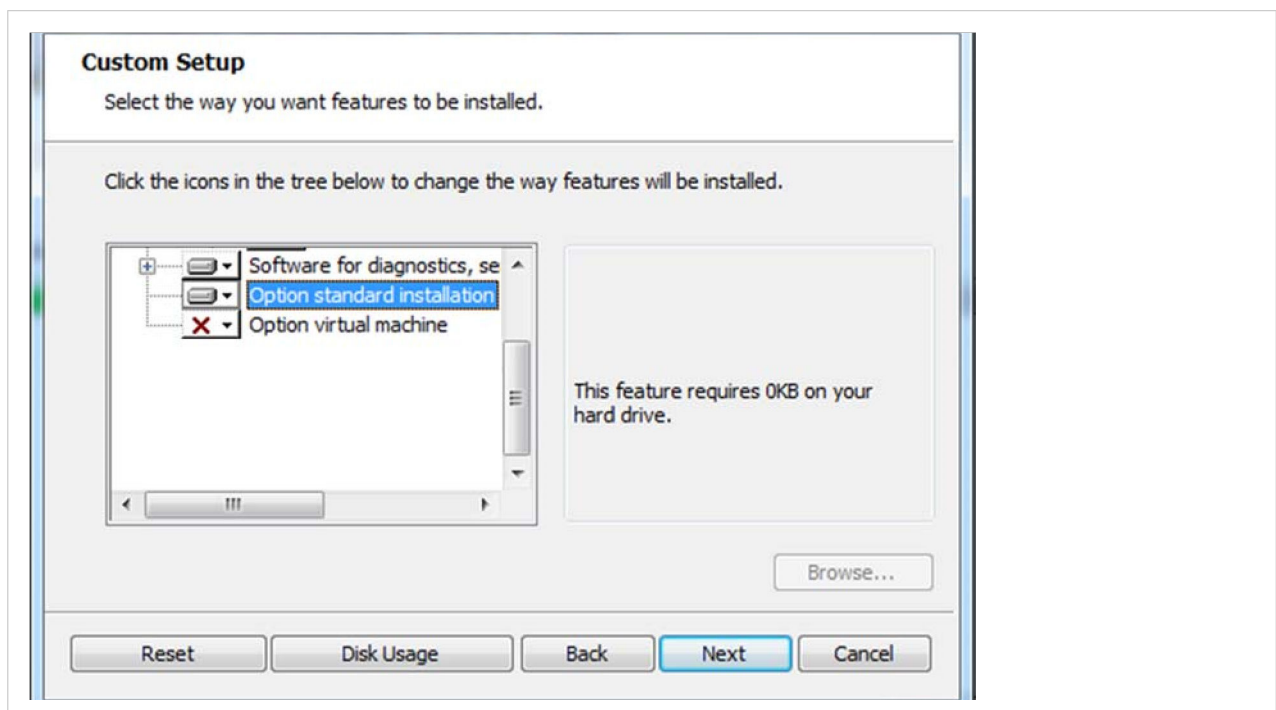 Custom Setup
Select the way you want features to be installed.
Click the icons in the tree below to change the way features will be installed.
Software for diagnostics, se
Option standard installation
Option virtual machine
This feature requires 0KB on your
hard drive.
Browse...
Reset
Disk Usage
Back
Next
Cancel